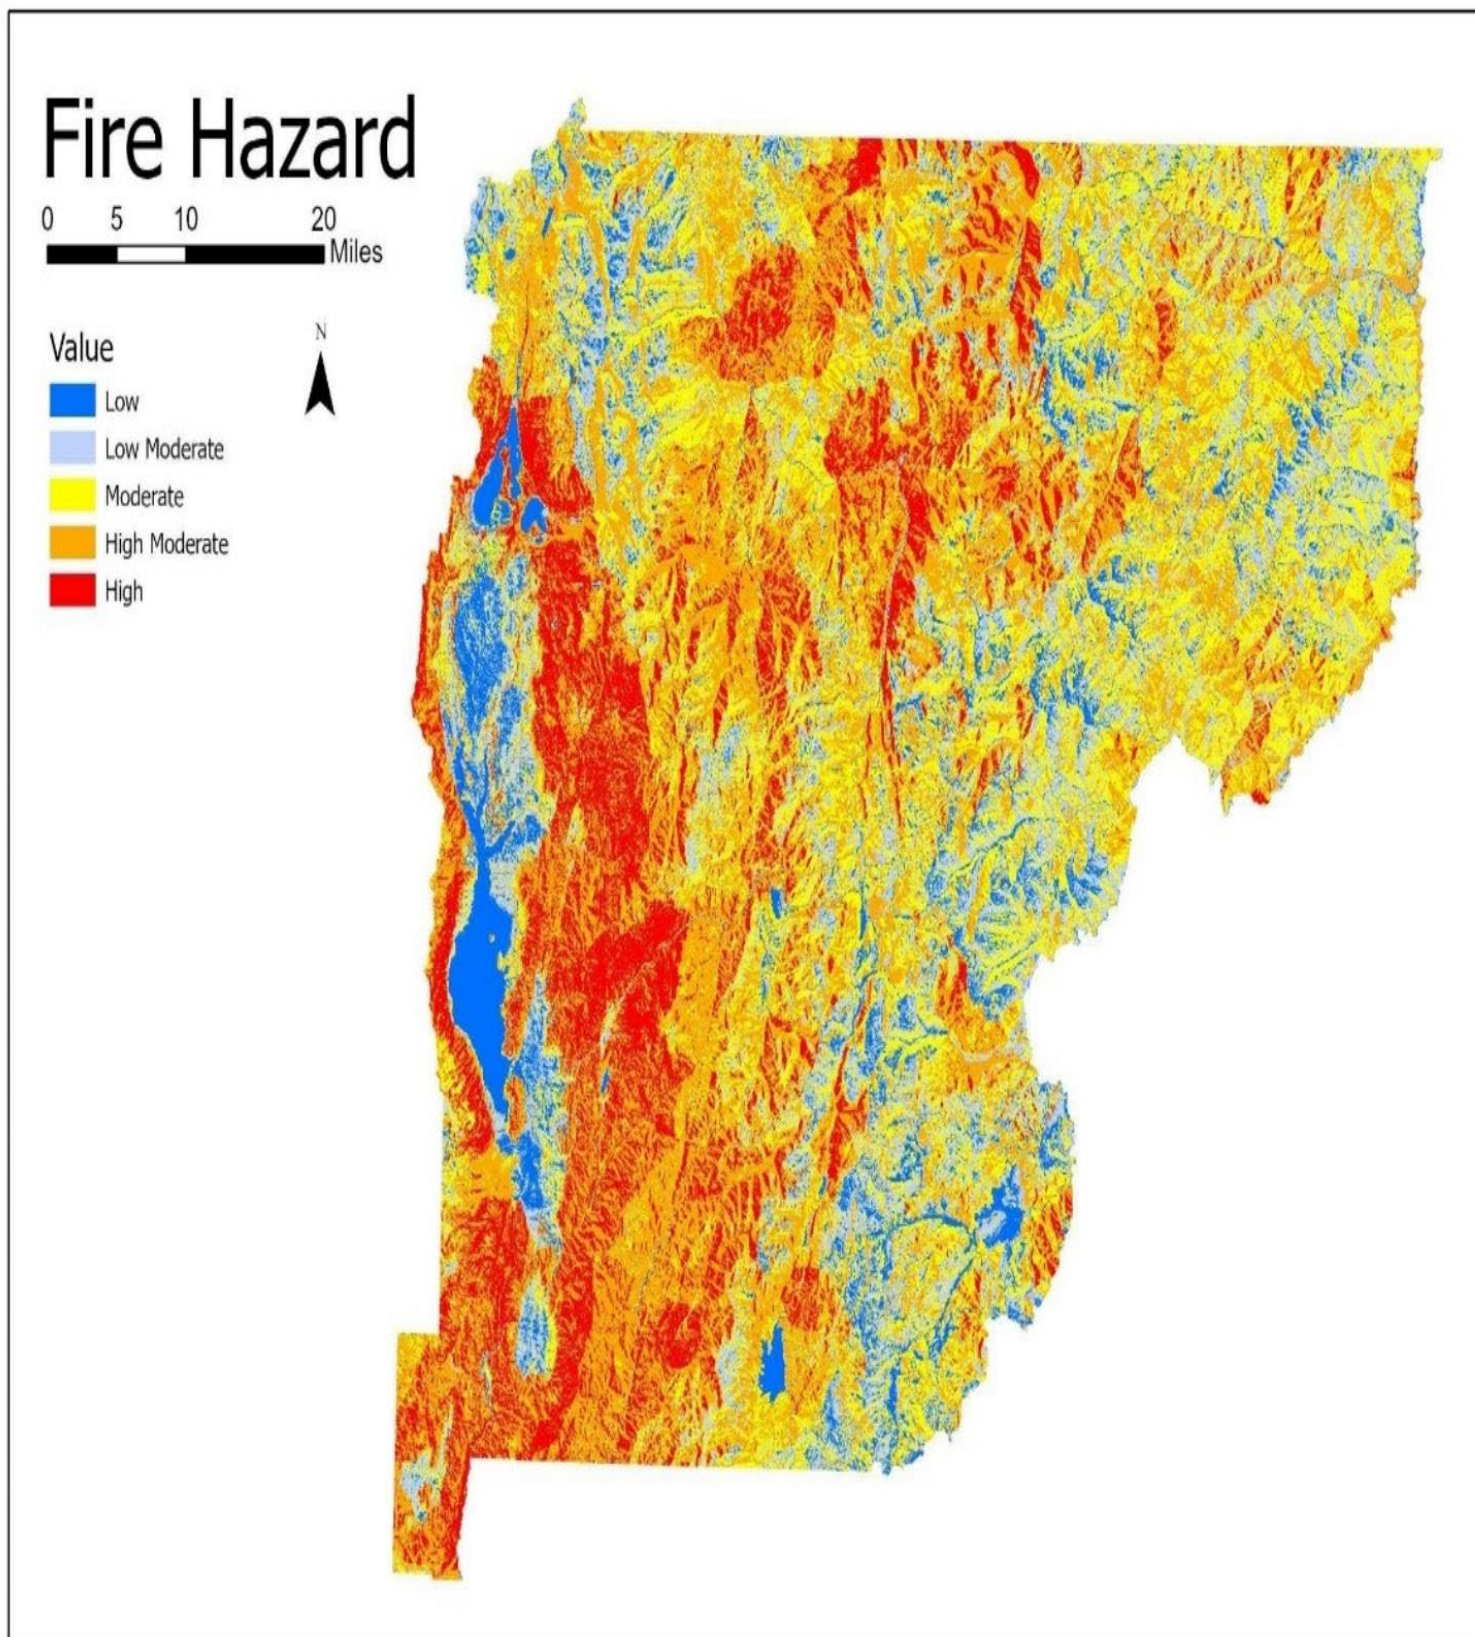 Fire Hazard
0 5 10 20
Miles
N
Value
Low
Low Moderate
Moderate
High Moderate
High